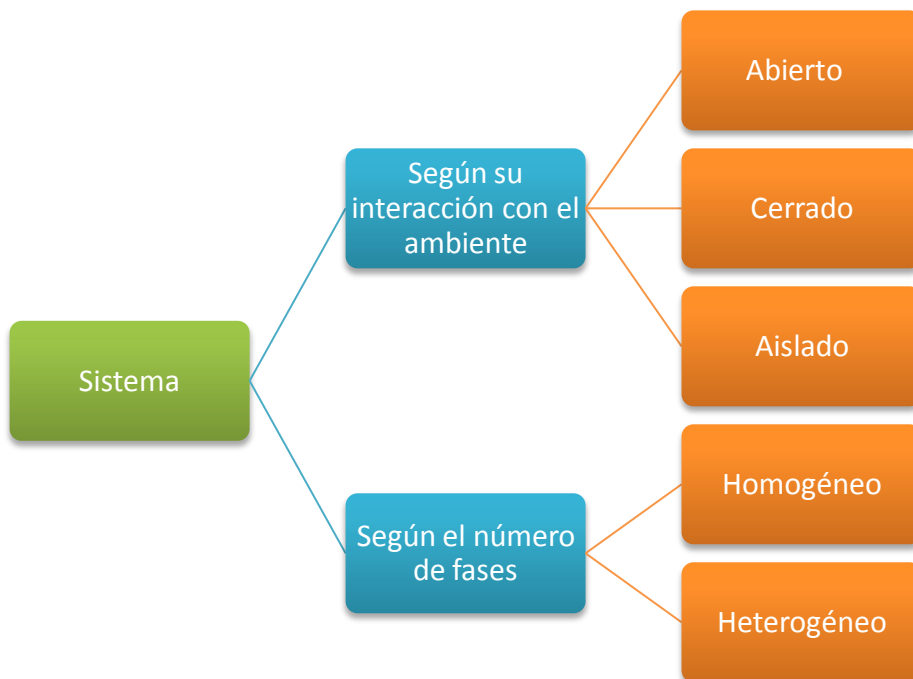 Sistema
Según su
interacción con el
ambiente
Abierto
Cerrado
Aislado
Según el número
de fases
Homogéneo
Heterogéneo